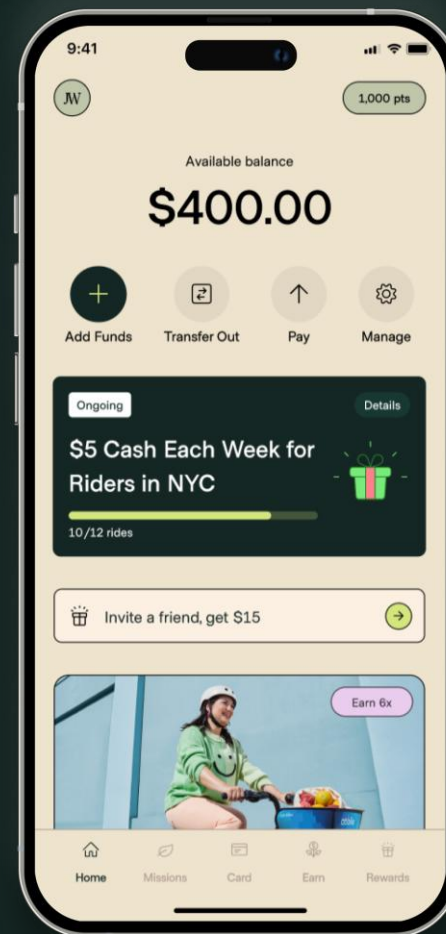 9:41
JW
1,000 pts
Available balance
$400.00
Add Funds
Transfer Out
Pay
Manage
Ongoing
Details
$5 Cash Each Week for
Riders in NYC
10/12 rides
Invite a friend, get $15
Earn 6x
Home
Missions
Card
Earn
Rewards